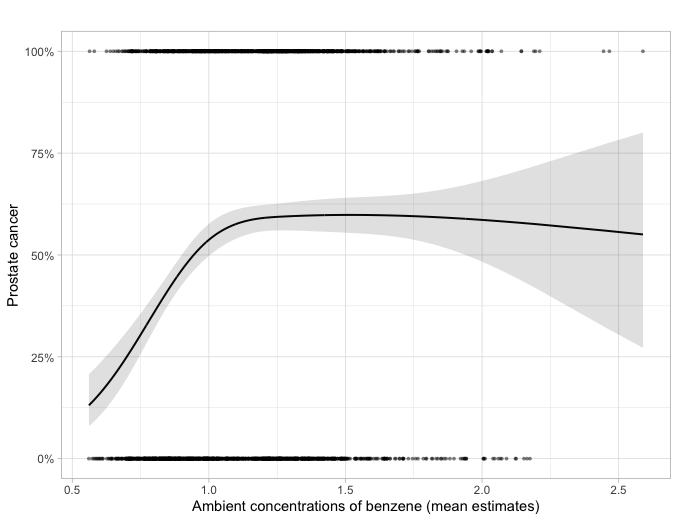 100%
75%
50%
25%
0%
Prostate cancer
0.5 1.0 1.5 2.0 2.5
Ambient concentrations of benzene (mean estimates)